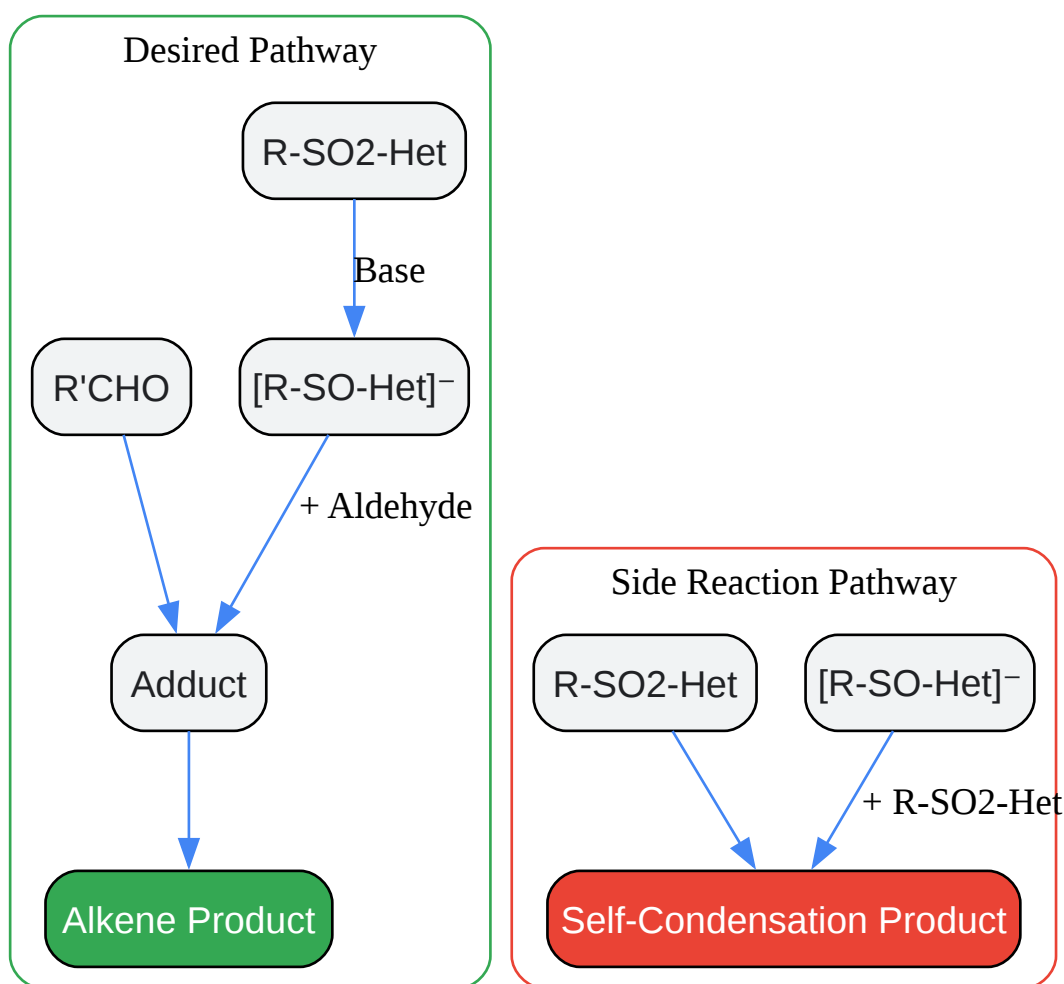 Desired Pathway
R-SO2-Het
Base
R'CHO
[R-SO-Het]⁻
+ Aldehyde
Adduct
Alkene Product
Side Reaction Pathway
R-SO2-Het
[R-SO-Het]⁻
+ R-SO2-Het
Self-Condensation Product